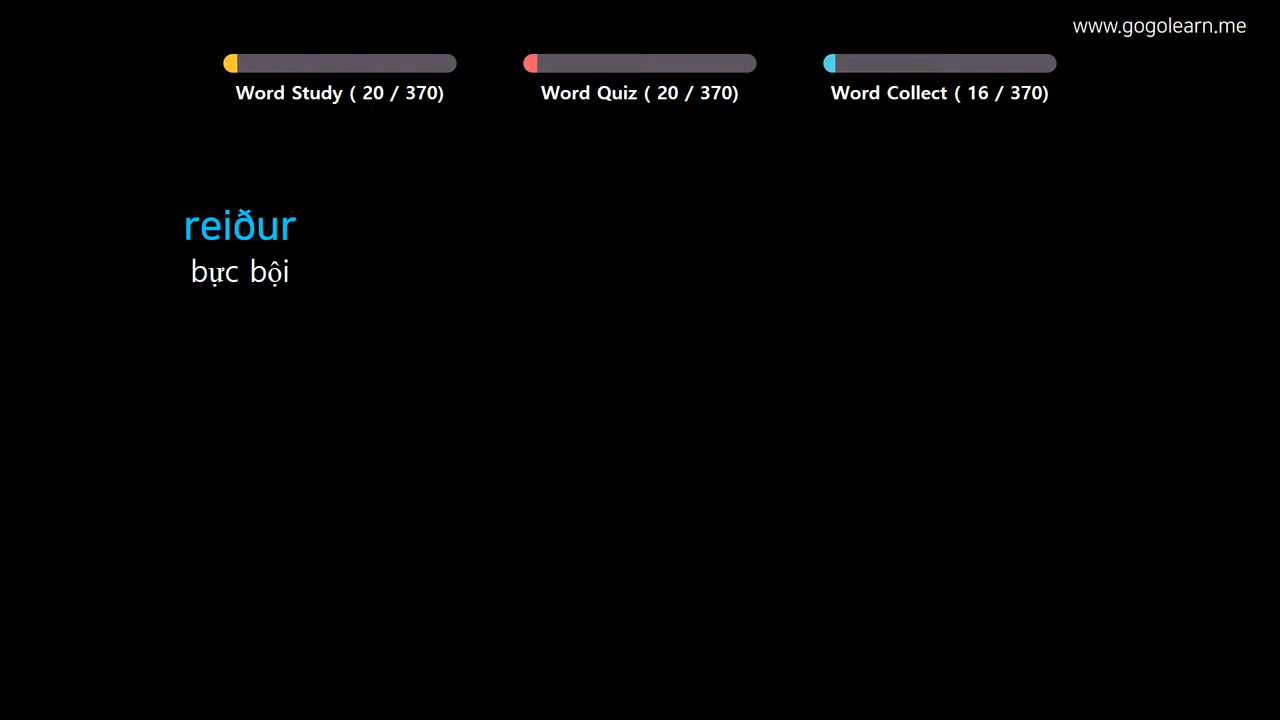 www.gogolearn.me
Word Study ( 20 / 370)
Word Quiz ( 20 / 370)
Word Collect ( 16 / 370)
reiður
bực bội